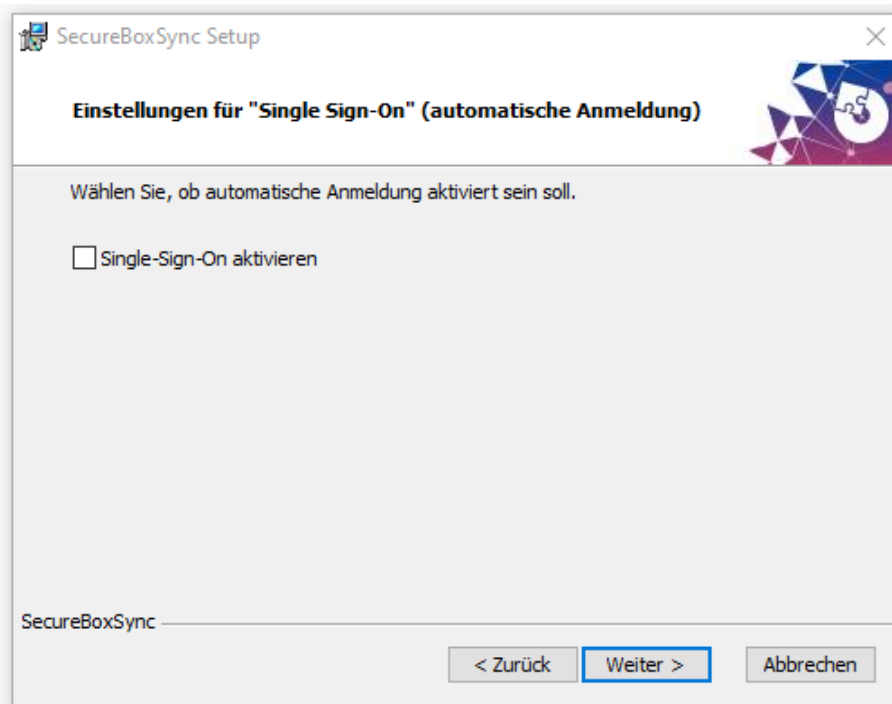 SecureBoxSync Setup
Einstellungen für "Single Sign-On" (automatische Anmeldung)
Wählen Sie, ob automatische Anmeldung aktiviert sein soll.
Single-Sign-On aktivieren
SecureBoxSync
< Zurück Weiter > Abbrechen